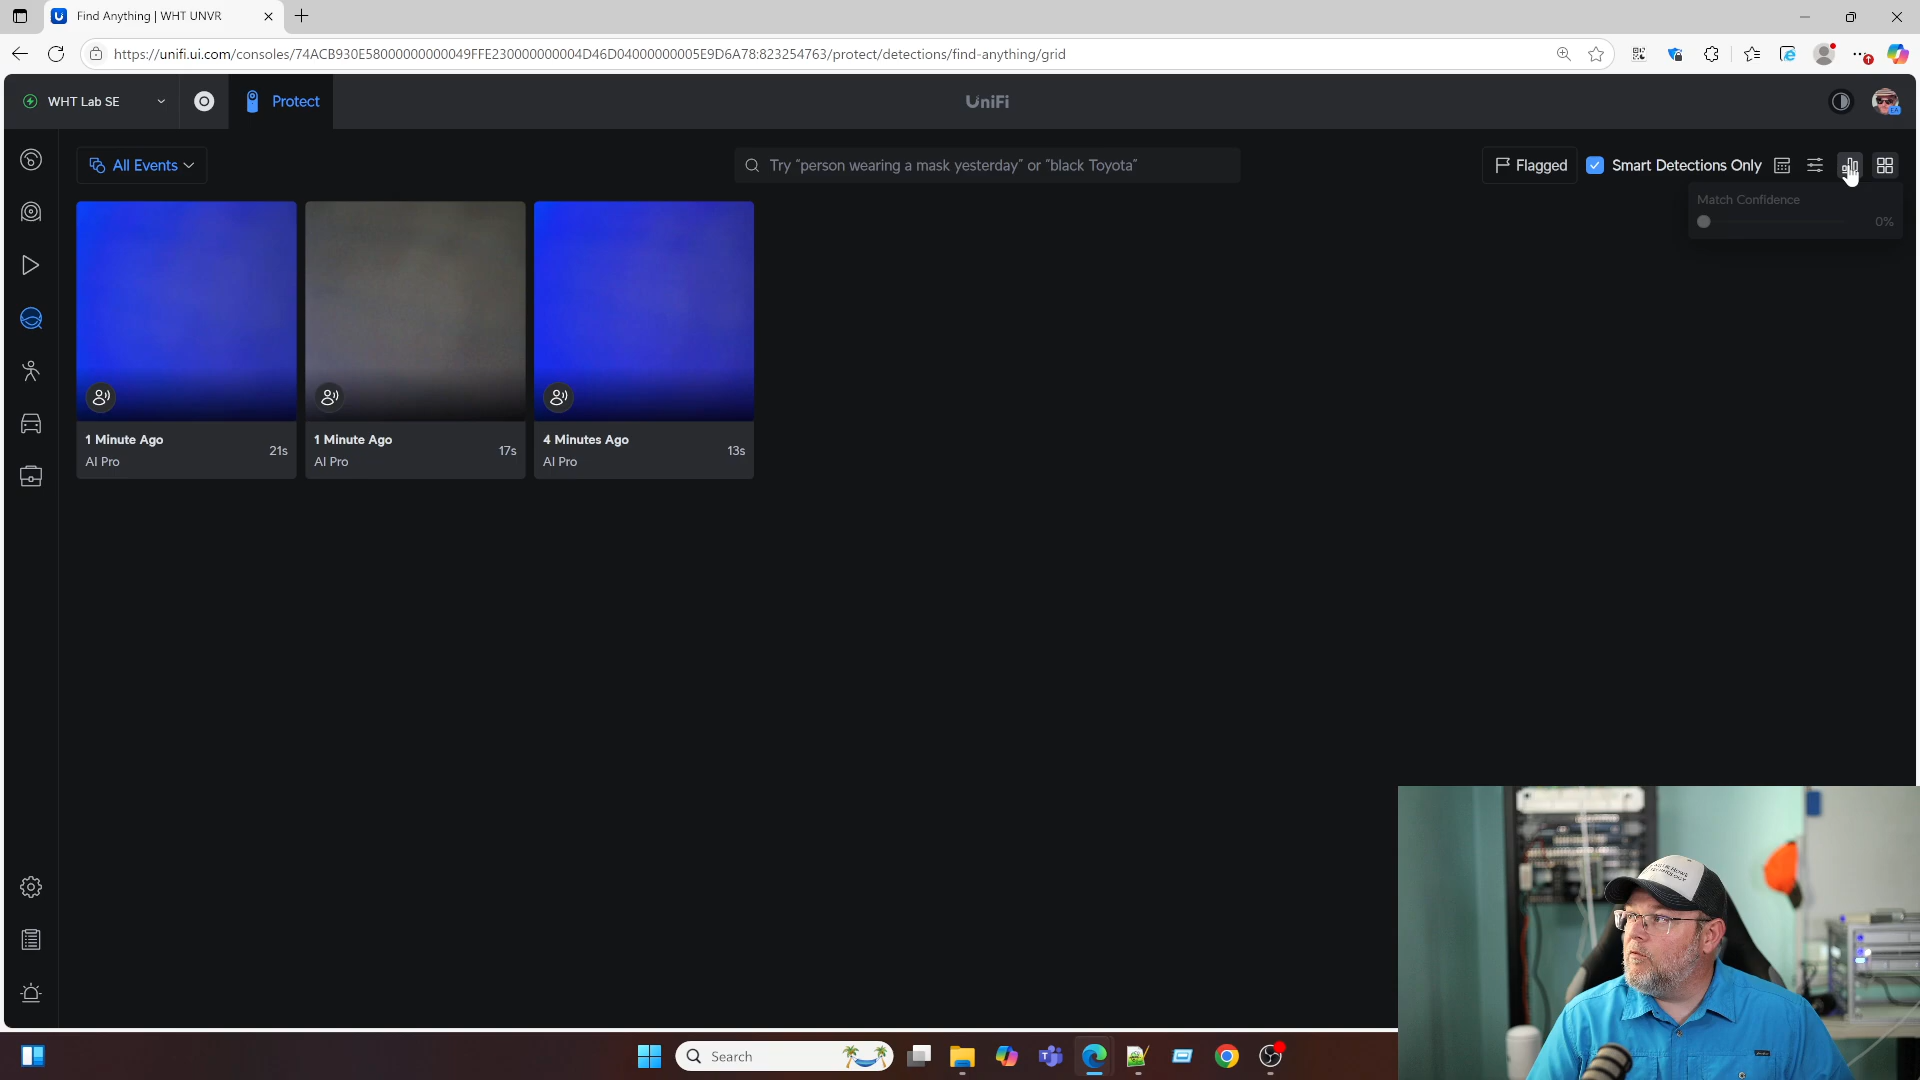 Find Anything | WHT UNVR
https://unifi.ui.com/consoles/74ACB930E58000000000049FFE230000000004D46D04000000005E9D6A78:823254763/protect/detections/find-anything/grid
WHT Lab SE
Protect
UniFi
EA
All Events
Try "person wearing a mask yesterday" or "black Toyota"
Flagged
Smart Detections Only
Match Confidence
0%
1 Minute Ago
AI Pro
21s
1 Minute Ago
AI Pro
17s
4 Minutes Ago
AI Pro
13s
Search